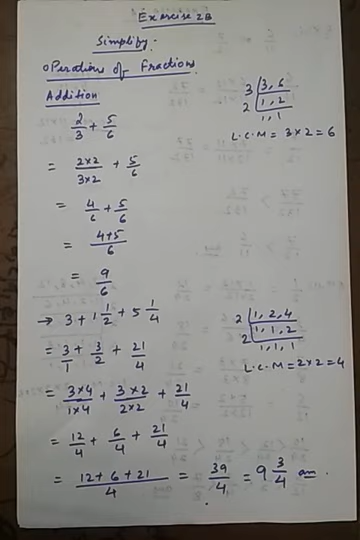 Exercise 2B
Simplify:
Operations of Fractions
Addition
2/3 + 5/6
= 2×2/3×2 + 5/6
= 4/6 + 5/6
= 4+5/6
= 9/6
3 | 3, 6
2 | 1, 2
1, 1
L.C.M = 3×2 = 6
→ 3 + 1 1/2 + 5 1/4
= 3/1 + 3/2 + 21/4
= 3×4/1×4 + 3×2/2×2 + 21/4
= 12/4 + 6/4 + 21/4
= 12+6+21/4 = 39/4 = 9 3/4 ans.
2 | 1, 2, 4
2 | 1, 1, 2
1, 1, 1
L.C.M = 2×2 = 4